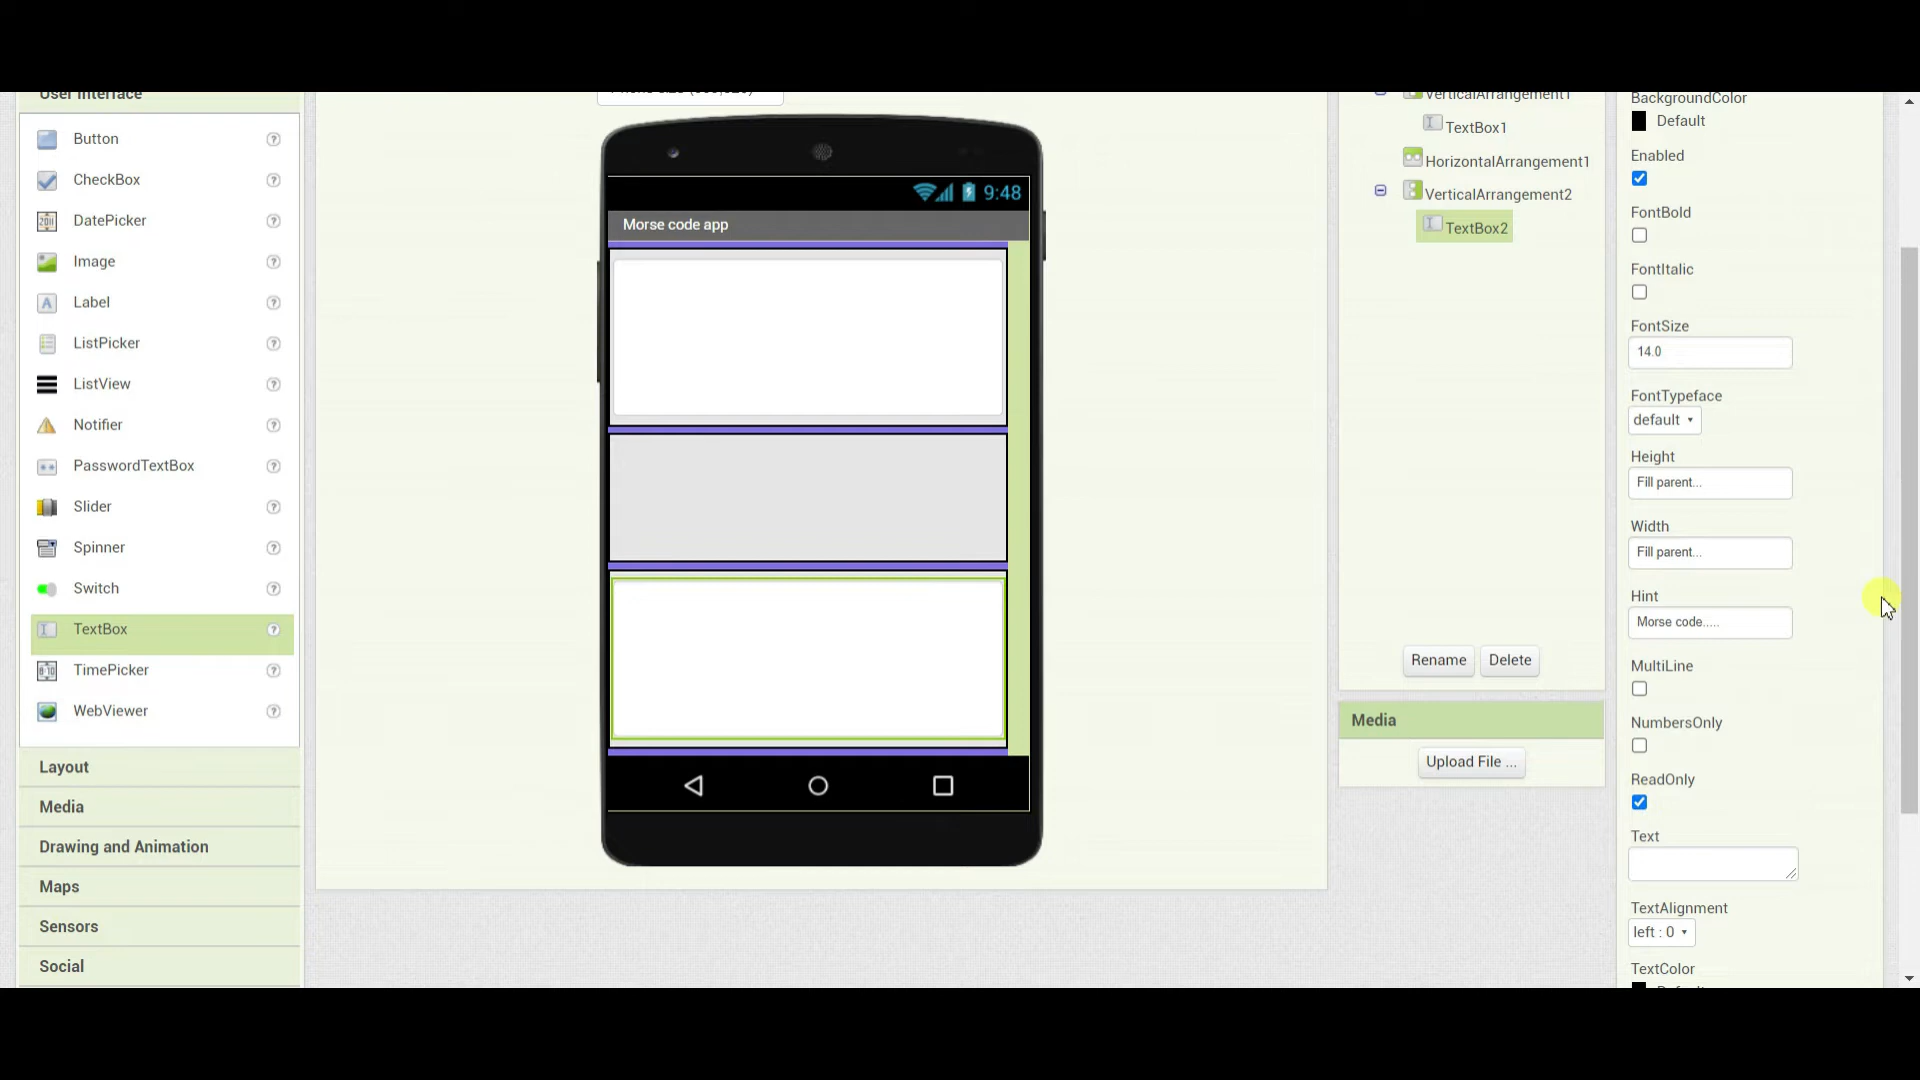 User Interface
Button
CheckBox
DatePicker
Image
Label
ListPicker
ListView
Notifier
PasswordTextBox
Slider
Spinner
Switch
TextBox
TimePicker
WebViewer
Layout
Media
Drawing and Animation
Maps
Sensors
Social
9:48
Morse code app
VerticalArrangement1
TextBox1
HorizontalArrangement1
VerticalArrangement2
TextBox2
Rename Delete
Media
Upload File ...
BackgroundColor
Default
Enabled
FontBold
FontItalic
FontSize
14.0
FontTypeface
default
Height
Fill parent...
Width
Fill parent...
Hint
Morse code.....
MultiLine
NumbersOnly
ReadOnly
Text
TextAlignment
left : 0
TextColor